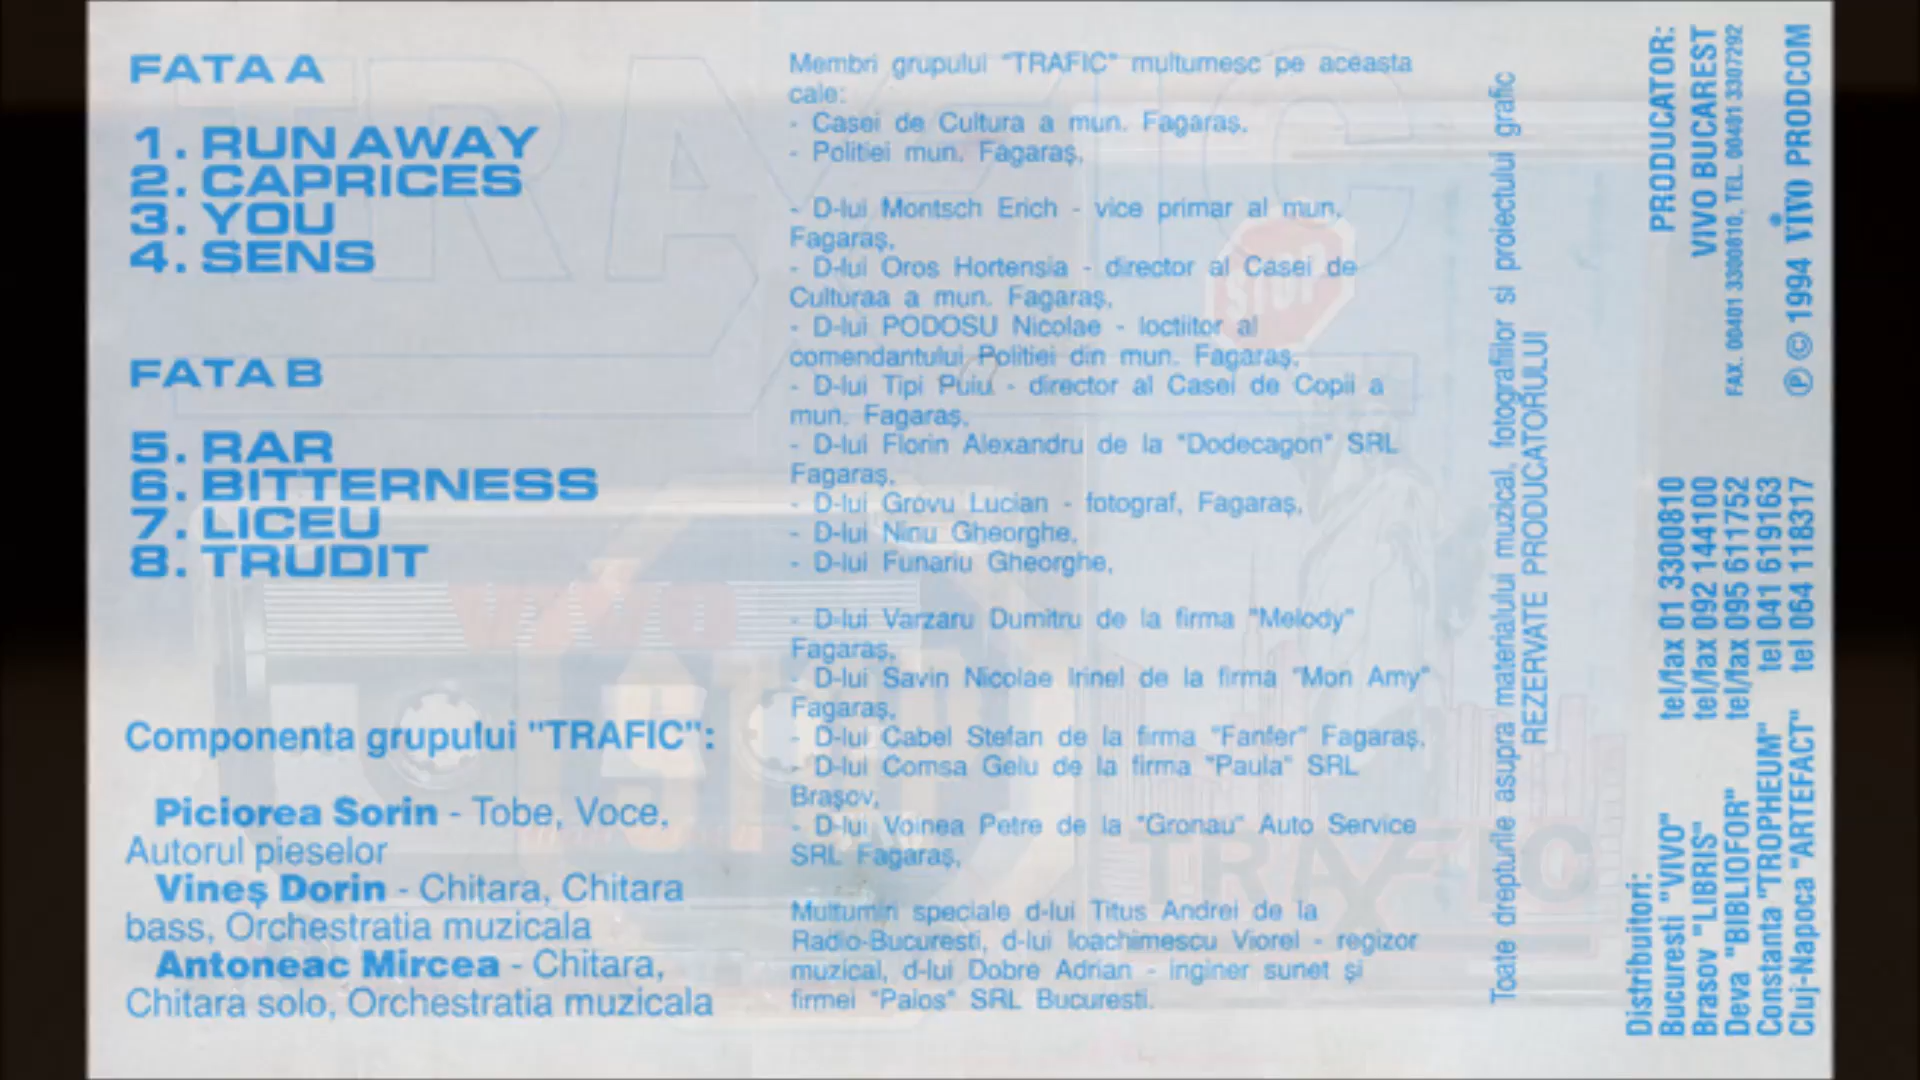 FATA A
1. RUN AWAY
2. CAPRICES
3. YOU
4. SENS
FATA B
5. RAR
6. BITTERNESS
7. LICEU
8. TRUDIT
Componenta grupului "TRAFIC":
Piciorea Sorin - Tobe, Voce,
Autorul pieselor
Vineş Dorin - Chitara, Chitara
bass, Orchestratia muzicala
Antoneac Mircea - Chitara,
Chitara solo, Orchestratia muzicala
Membri grupului "TRAFIC" multumesc pe aceasta
cale:
- Casei de Cultura a mun. Fagaraş.
- Politiei mun. Fagaraş,
- D-lui Montsch Erich - vice primar al mun.
Fagaraş,
- D-lui Oros Hortensia - director al Casei de
Culturaa a mun. Fagaraş,
- D-lui PODOSU Nicolae - loctiitor al
comendantului Politiei din mun. Fagaraş,
- D-lui Tipi Puiu - director al Casei de Copii a
mun. Fagaraş,
- D-lui Florin Alexandru de la "Dodecagon" SRL
Fagaraş,
- D-lui Grovu Lucian - fotograf, Fagaraş,
- D-lui Ninu Gheorghe,
- D-lui Funariu Gheorghe,
- D-lui Varzaru Dumitru de la firma "Melody"
Fagaraş,
- D-lui Savin Nicolae Irinel de la firma "Mon Amy"
Fagaraş,
- D-lui Cabel Stefan de la firma "Fanfer" Fagaraş,
- D-lui Comsa Gelu de la firma "Paula" SRL
Braşov,
- D-lui Voinea Petre de la "Gronau" Auto Service
SRL Fagaraş,
Multumiri speciale d-lui Titus Andrei de la
Radio-Bucuresti, d-lui Ioachimescu Viorel - regizor
muzical, d-lui Dobre Adrian - inginer sunet şi
firmei "Palos" SRL Bucuresti.
Toate drepturile asupra materialului muzical, fotografiilor si proiectului grafic
REZERVATE PRODUCATORULUI
PRODUCATOR:
VIVO BUCAREST
FAX. 00401 3300810, TEL. 00401 3307292
℗ © 1994 VIVO PRODCOM
Distribuitori:
Bucuresti "VIVO" tel/fax 01 3300810
Brasov "LIBRIS" tel/fax 092 144100
Deva "BIBLIOFOR" tel/fax 095 611752
Constanta "TROPHEUM" tel 041 619163
Cluj-Napoca "ARTEFACT" tel 064 118317
STOP
TRAFIC
TRAFIC
VIVO